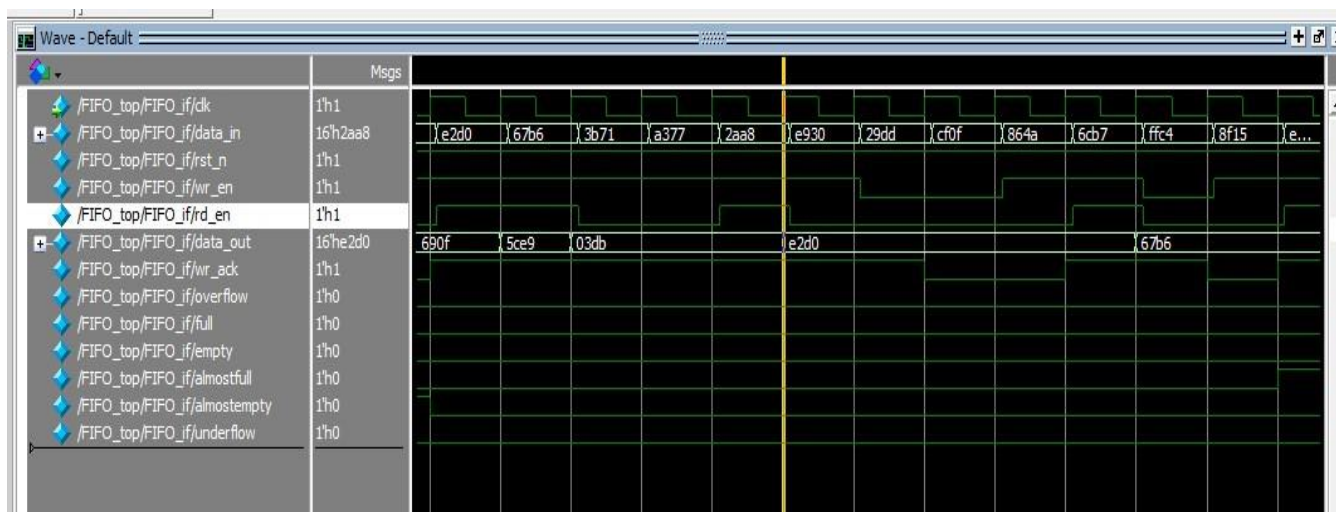 Wave - Default
Msgs
/FIFO_top/FIFO_if/clk 1'h1
/FIFO_top/FIFO_if/data_in 16'h2aa8 e2d0 67b6 3b71 a377 2aa8 e930 29dd cf0f 864a 6cb7 ffc4 8f15 e...
/FIFO_top/FIFO_if/rst_n 1'h1
/FIFO_top/FIFO_if/wr_en 1'h1
/FIFO_top/FIFO_if/rd_en 1'h1
/FIFO_top/FIFO_if/data_out 16'he2d0 690f 5ce9 03db e2d0 67b6
/FIFO_top/FIFO_if/wr_ack 1'h1
/FIFO_top/FIFO_if/overflow 1'h0
/FIFO_top/FIFO_if/full 1'h0
/FIFO_top/FIFO_if/empty 1'h0
/FIFO_top/FIFO_if/almostfull 1'h0
/FIFO_top/FIFO_if/almostempty 1'h0
/FIFO_top/FIFO_if/underflow 1'h0